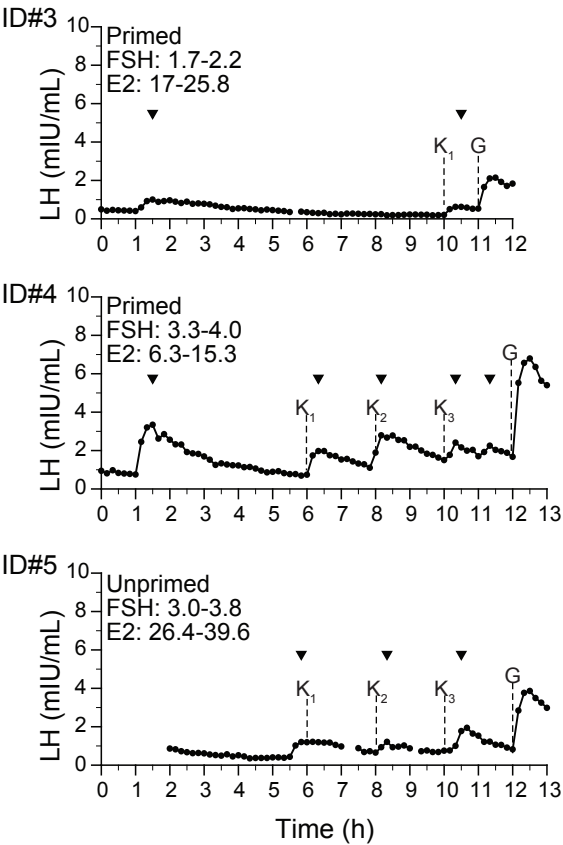 ID#3
Primed
FSH: 1.7-2.2
E2: 17-25.8
LH (mIU/mL)
10
8
6
4
2
0
K₁ G
0 1 2 3 4 5 6 7 8 9 10 11 12
ID#4
Primed
FSH: 3.3-4.0
E2: 6.3-15.3
LH (mIU/mL)
10
8
6
4
2
0
K₁ K₂ K₃ G
0 1 2 3 4 5 6 7 8 9 10 11 12 13
ID#5
Unprimed
FSH: 3.0-3.8
E2: 26.4-39.6
LH (mIU/mL)
10
8
6
4
2
0
K₁ K₂ K₃ G
0 1 2 3 4 5 6 7 8 9 10 11 12 13
Time (h)